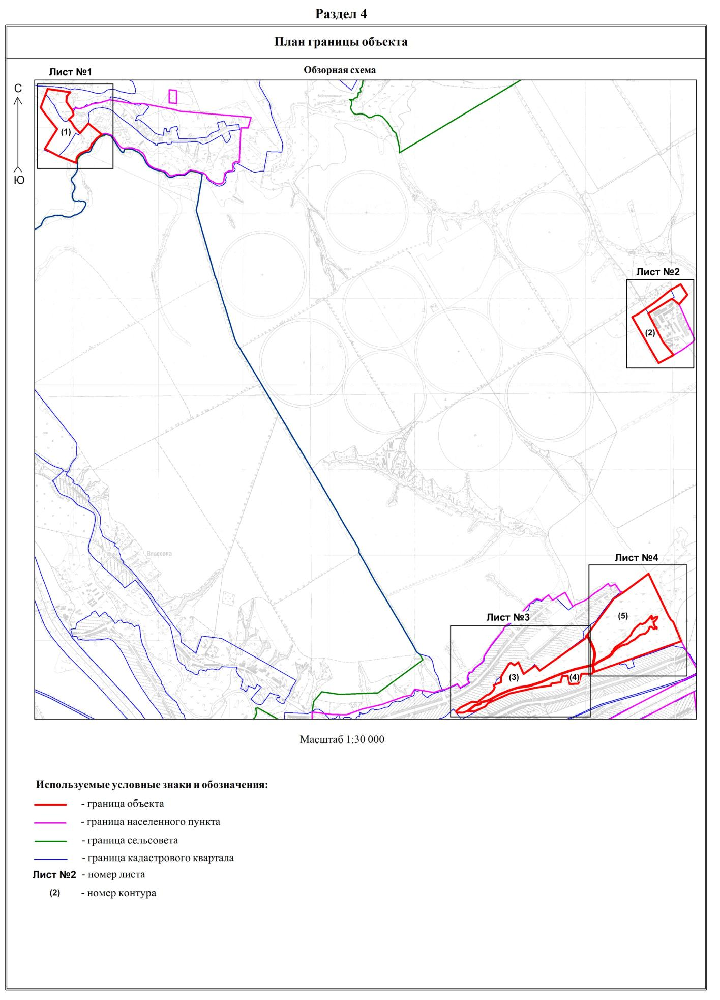 Раздел 4
План границы объекта
Обзорная схема
Лист №1
С
Ю
(1)
Лист №2
(2)
Власовка
Лист №4
(5)
Лист №3
(3)
(4)
Масштаб 1:30 000
Используемые условные знаки и обозначения:
- граница объекта
- граница населенного пункта
- граница сельсовета
- граница кадастрового квартала
Лист №2 - номер листа
(2) - номер контура